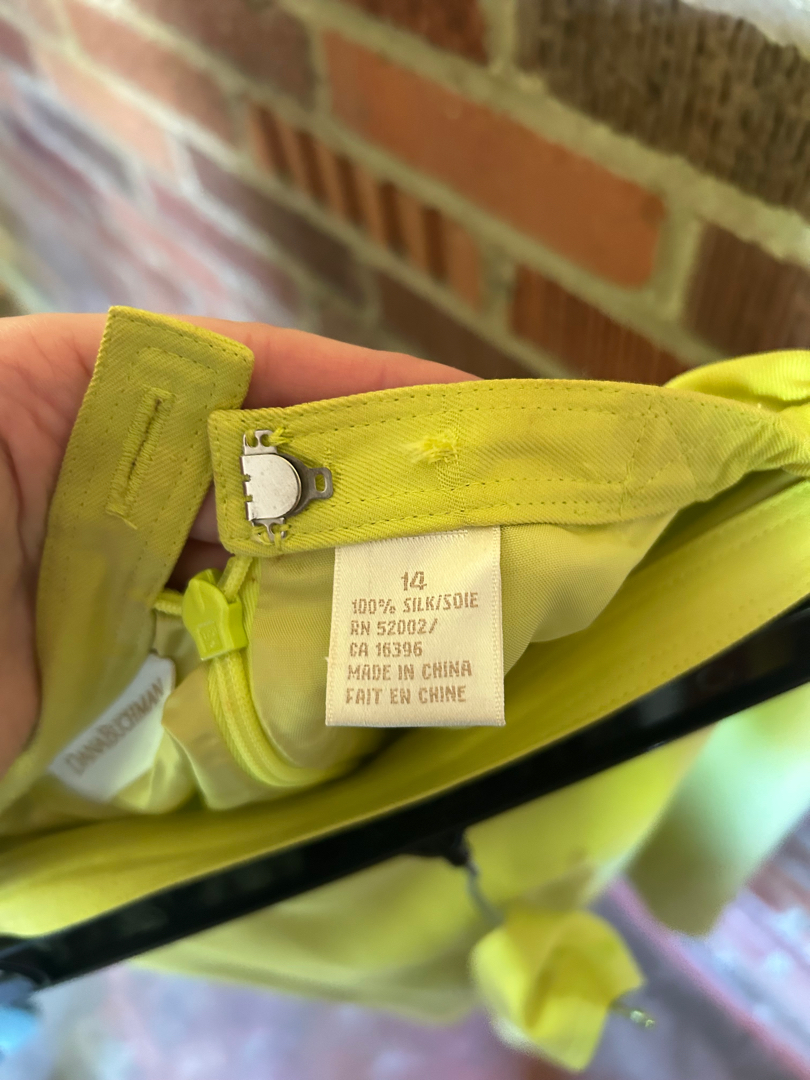 14
100% SILK/SOIE
RN 52002/
CA 16396
MADE IN CHINA
FAIT EN CHINE
DANA BUCHMAN